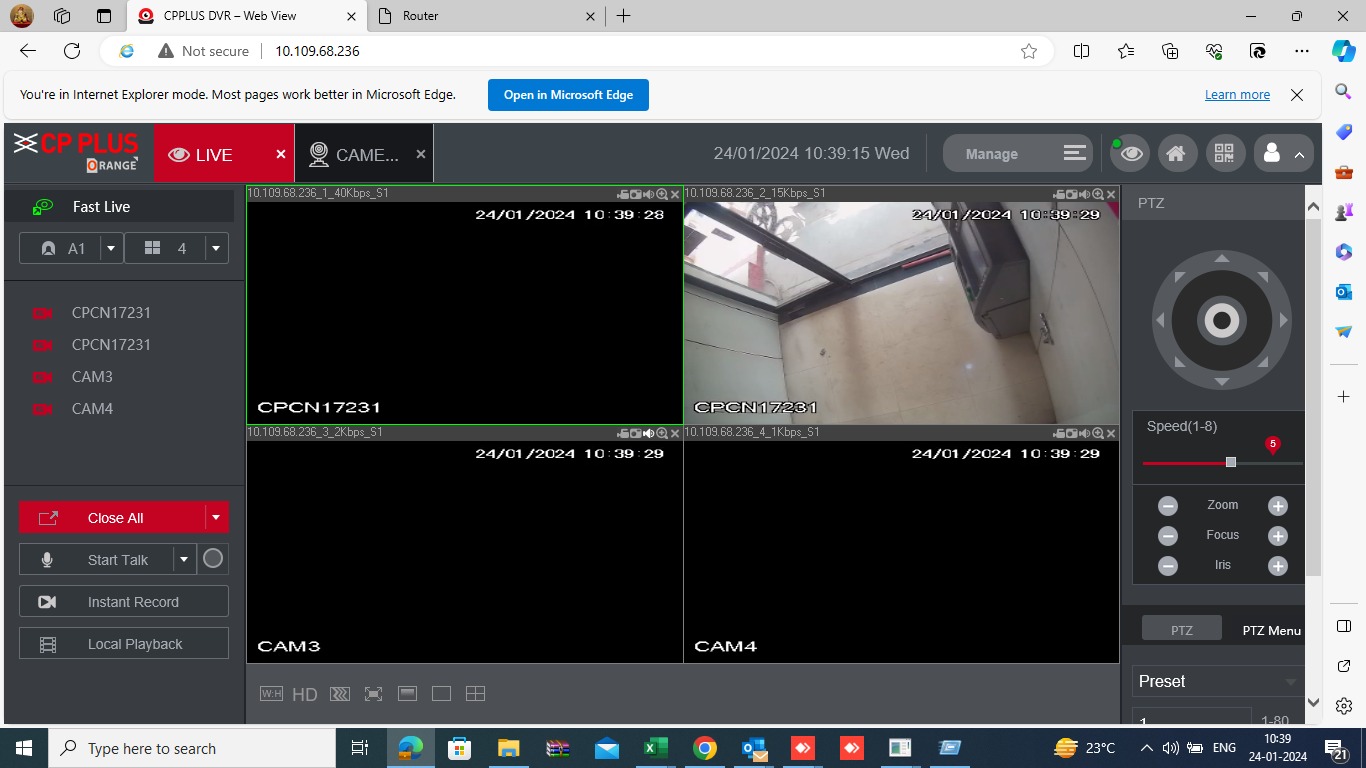 CPPLUS DVR – Web View
Router
Not secure
10.109.68.236
You're in Internet Explorer mode. Most pages work better in Microsoft Edge.
Open in Microsoft Edge
Learn more
CP PLUS
ORANGE
LIVE
CAME...
24/01/2024 10:39:15 Wed
Manage
Fast Live
A1
4
CPCN17231
CPCN17231
CAM3
CAM4
Close All
Start Talk
Instant Record
Local Playback
10.109.68.236_1_40Kbps_S1
24/01/2024 10:39:28
CPCN17231
10.109.68.236_2_15Kbps_S1
24/01/2024 10:39:29
CPCN17231
10.109.68.236_3_2Kbps_S1
24/01/2024 10:39:29
CAM3
10.109.68.236_4_1Kbps_S1
24/01/2024 10:39:29
CAM4
W:H
HD
PTZ
Speed(1-8)
5
Zoom
Focus
Iris
PTZ
PTZ Menu
Preset
1
1-80
Type here to search
23°C
ENG
10:39
24-01-2024
21